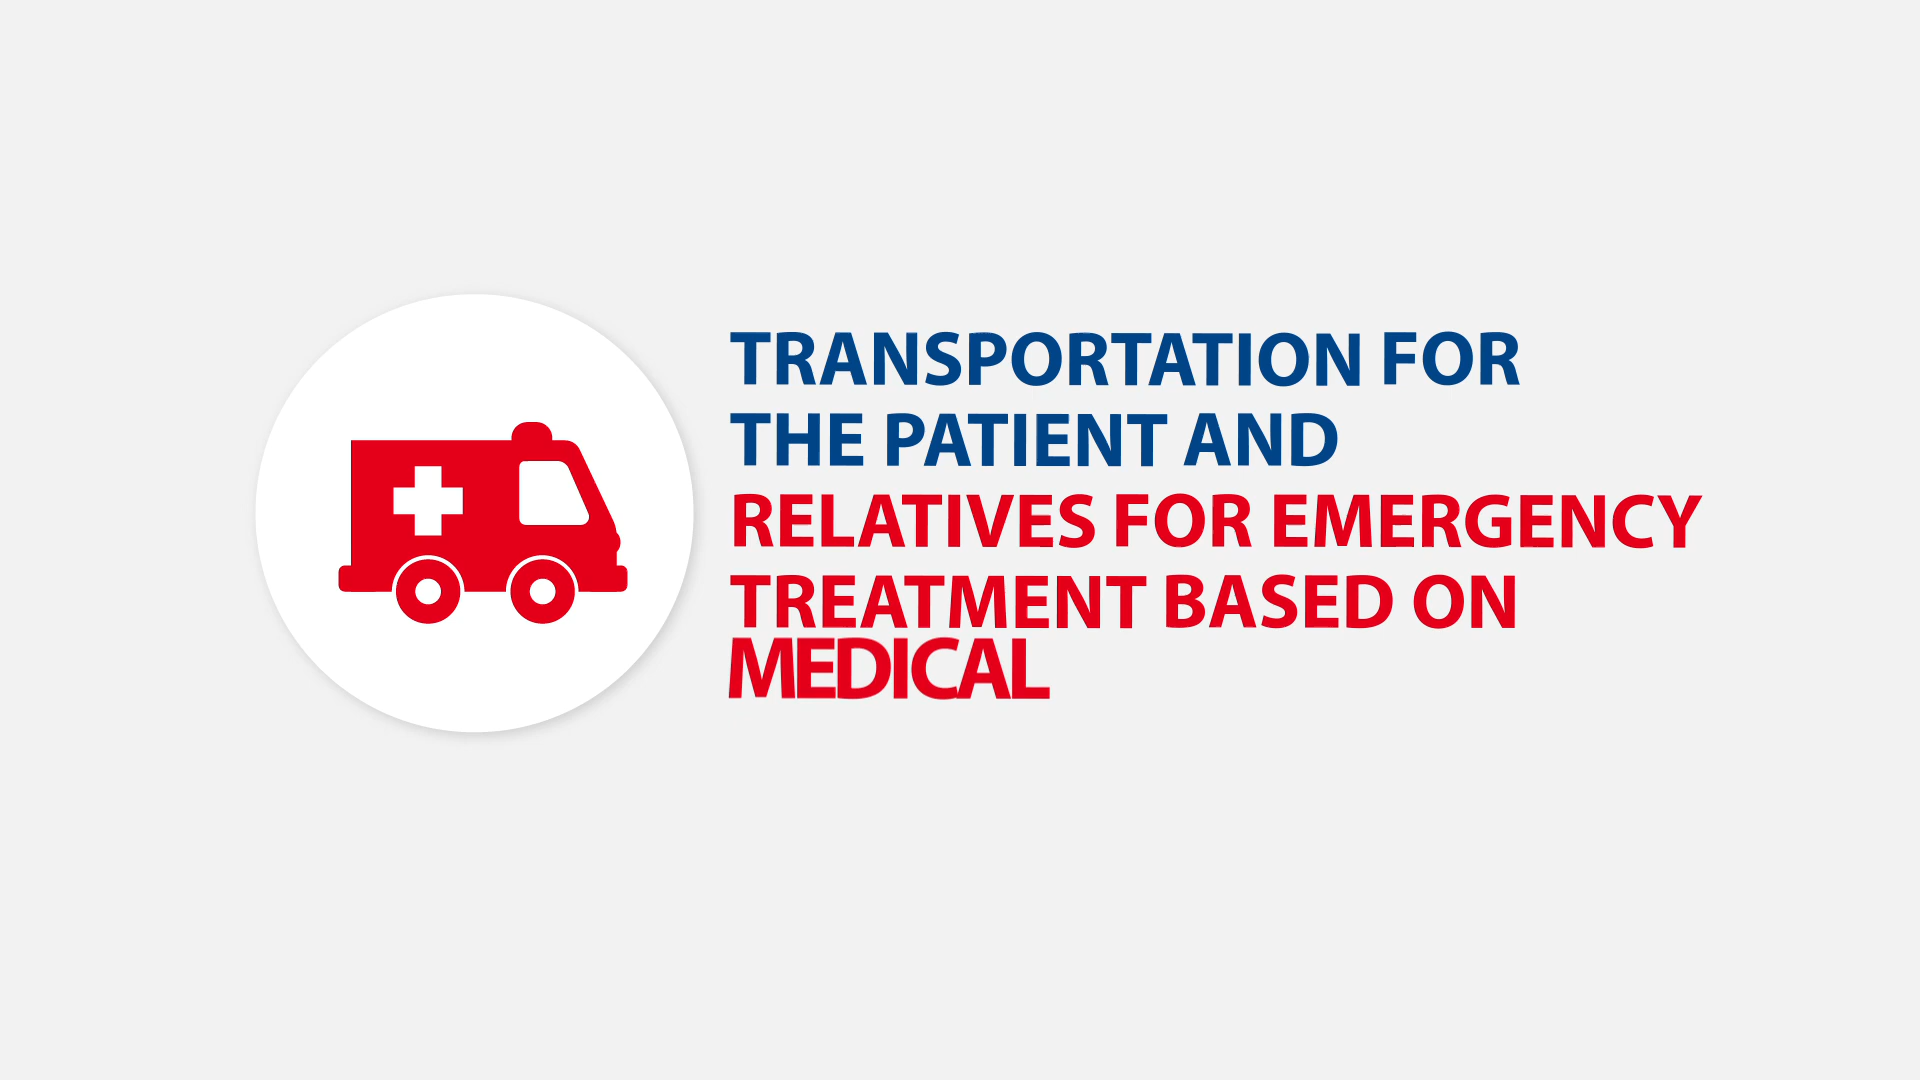 TRANSPORTATION FOR
THE PATIENT AND
RELATIVES FOR EMERGENCY
TREATMENT BASED ON
MEDICAL